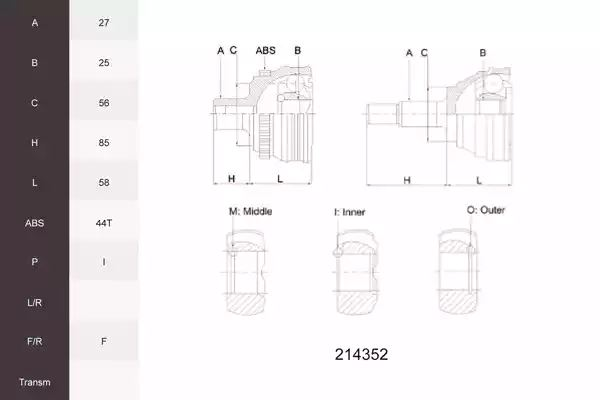 A 27
B 25
C 56
H 85
L 58
ABS 44T
P I
L/R
F/R F
Transm
A C ABS B
A C B
H L
H L
M: Middle
I: Inner
O: Outer
214352